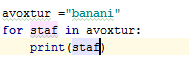 avoxtur ="banani"
for staf in avoxtur:
    print(staf)